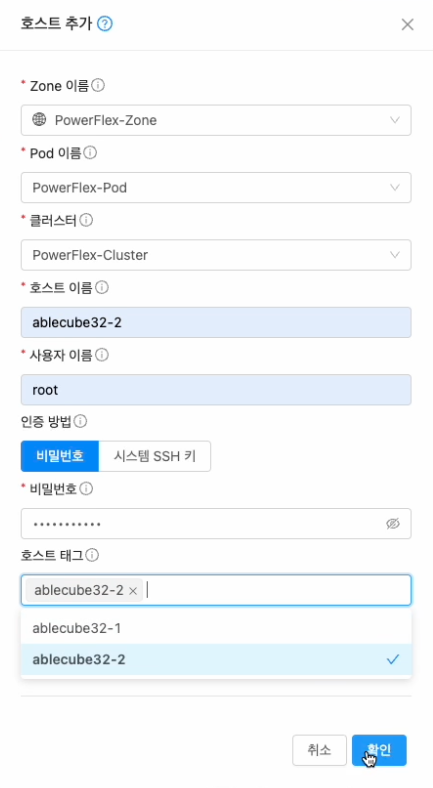 호스트 추가
* Zone 이름
PowerFlex-Zone
* Pod 이름
PowerFlex-Pod
* 클러스터
PowerFlex-Cluster
* 호스트 이름
ablecube32-2
* 사용자 이름
root
인증 방법
비밀번호 시스템 SSH 키
* 비밀번호
•••••••••••
호스트 태그
ablecube32-2 ×
ablecube32-1
ablecube32-2
취소 확인